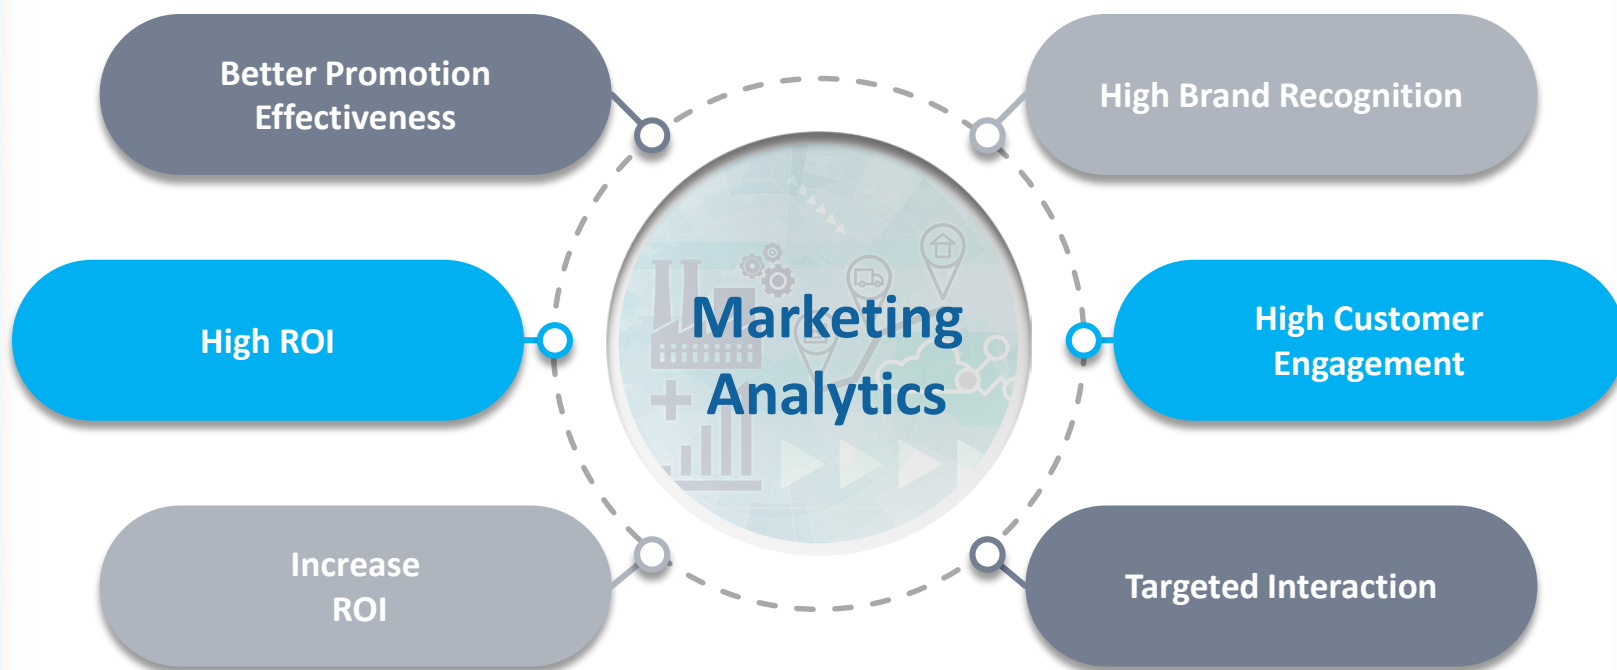 Better Promotion
Effectiveness
High Brand Recognition
High ROI
Marketing
Analytics
High Customer
Engagement
Increase
ROI
Targeted Interaction